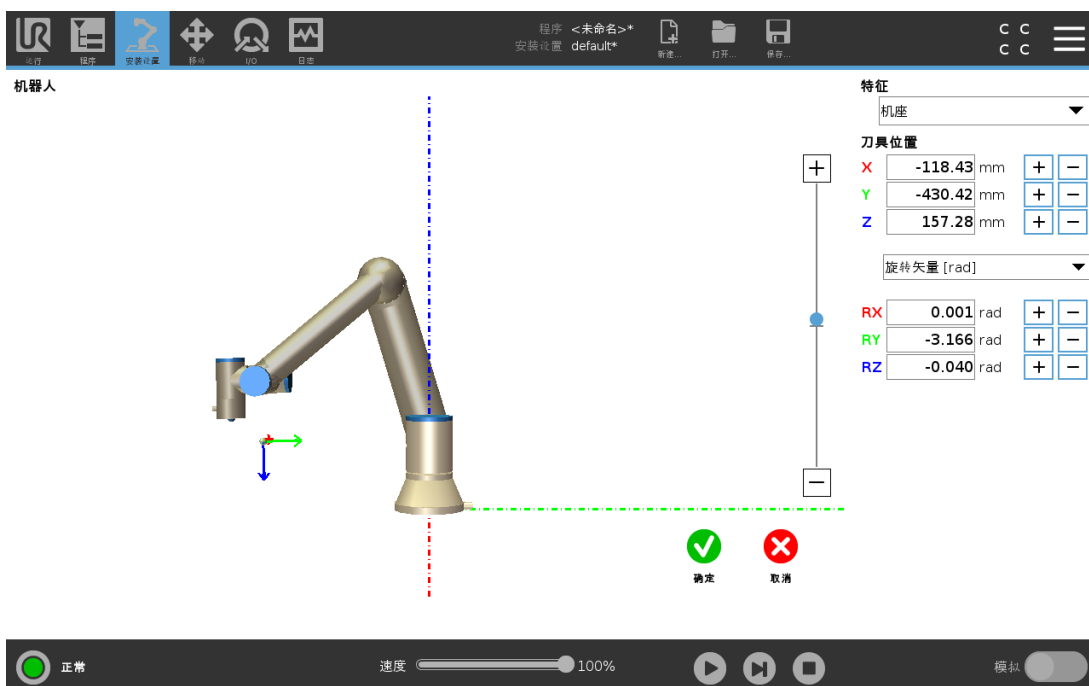 UR
运行
程序
安装设置
移动
I/O
日志
程序 <未命名>*
安装设置 default*
新建...
打开...
保存...
C C
C C
机器人
特征
机座
刀具位置
X -118.43 mm + −
Y -430.42 mm + −
Z 157.28 mm + −
旋转矢量 [rad]
RX 0.001 rad + −
RY -3.166 rad + −
RZ -0.040 rad + −
+
−
确定
取消
正常
速度 100%
模拟